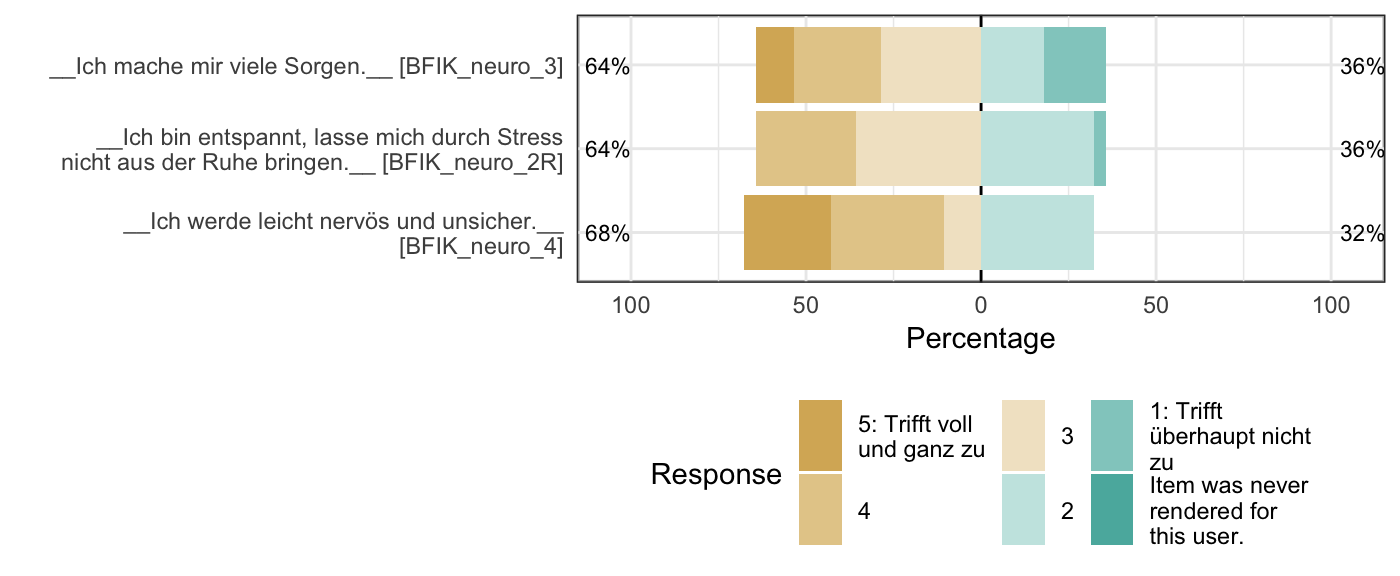 __Ich mache mir viele Sorgen.__ [BFIK_neuro_3]
64%
36%
__Ich bin entspannt, lasse mich durch Stress
nicht aus der Ruhe bringen.__ [BFIK_neuro_2R]
64%
36%
__Ich werde leicht nervös und unsicher.__
[BFIK_neuro_4]
68%
32%
100
50
0
50
100
Percentage
Response
5: Trifft voll
und ganz zu
4
3
2
1: Trifft
überhaupt nicht
zu
Item was never
rendered for
this user.